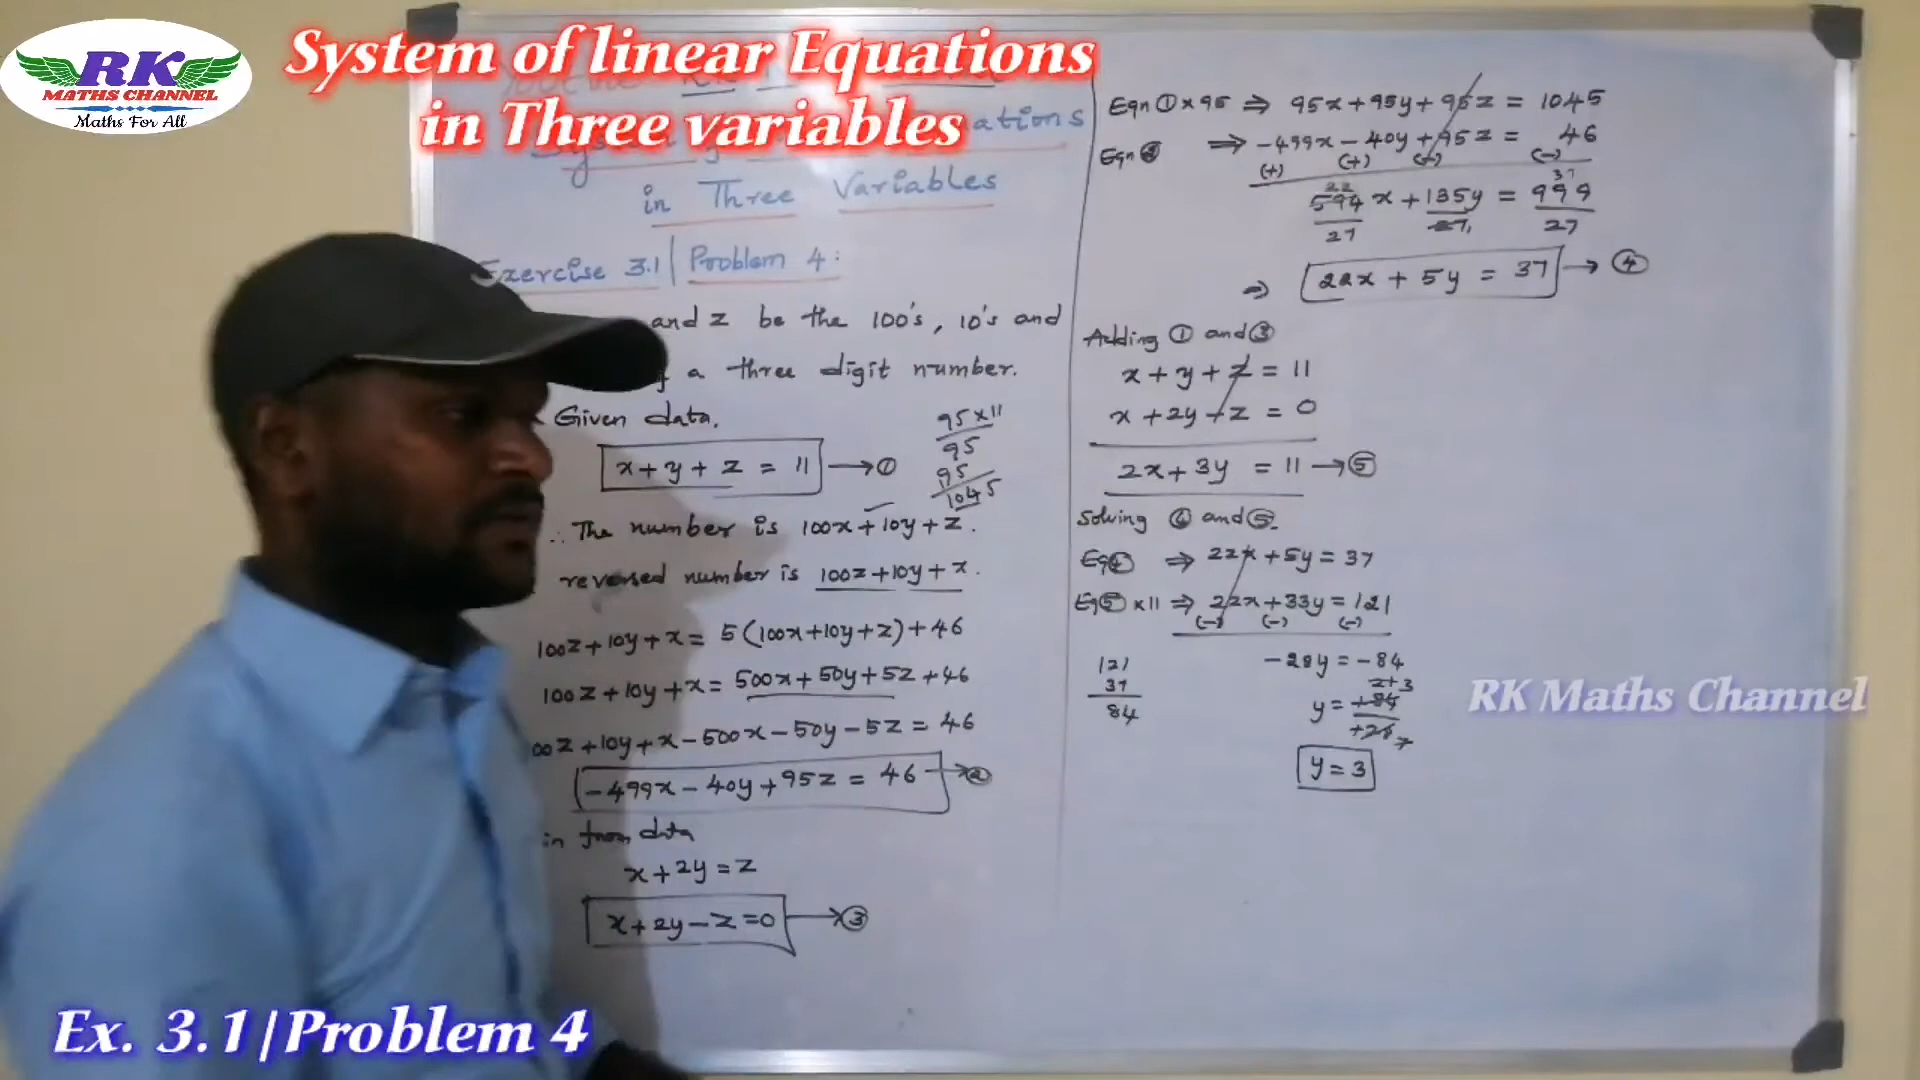 RK
MATHS CHANNEL
Maths For All
System of linear Equations
in Three variables
ations
in Three Variables
Exercise 3.1 | Problem 4:
and z be the 100's, 10's and
a three digit number.
Given data.
x + y + z = 11 → ①
95×11
95
95
1045
∴ The number is 100x + 10y + z.
reversed number is 100z+10y+x.
100z+10y+x = 5(100x+10y+z)+46
100z+10y+x = 500x+50y+5z+46
00z+10y+x-500x-50y-5z = 46
-499x - 40y + 95z = 46 → ②
in from data
x+2y=z
x+2y-z=0 → ③
Eqn ① × 95 ⇒ 95x+95y+95z = 1045
Eqn ② ⇒ -499x-40y+95z = 46
(+) (+) (-) (-)
22 37
594x + 135y = 999
27 27 27
⇒ 22x + 5y = 37 → ④
Adding ① and ③
x + y + z = 11
x + 2y - z = 0
2x + 3y = 11 → ⑤
Solving ④ and ⑤.
Eq④ ⇒ 22x + 5y = 37
Eq⑤ × 11 ⇒ 22x+33y = 121
(-) (-) (-)
-28y = -84
121
37
84
y = +84
+28
y = 3
RK Maths Channel
Ex. 3.1/Problem 4